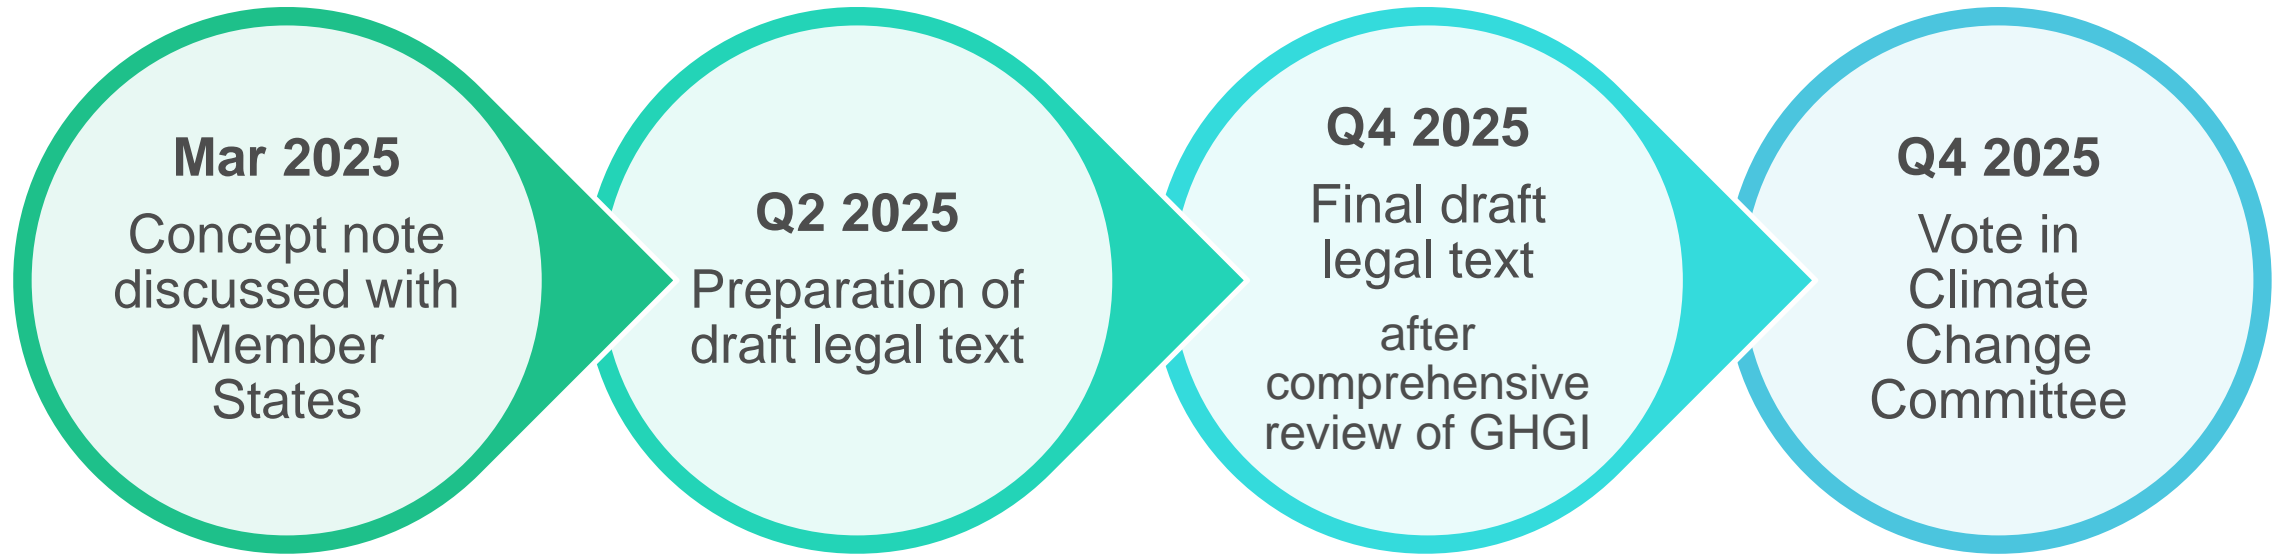 Mar 2025
Concept note
discussed with
Member
States
Q2 2025
Preparation of
draft legal text
Q4 2025
Final draft
legal text
after
comprehensive
review of GHGI
Q4 2025
Vote in
Climate
Change
Committee